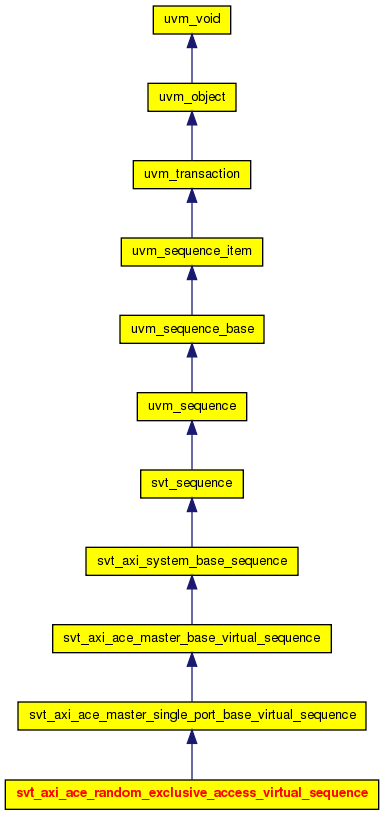 uvm_void
uvm_object
uvm_transaction
uvm_sequence_item
uvm_sequence_base
uvm_sequence
svt_sequence
svt_axi_system_base_sequence
svt_axi_ace_master_base_virtual_sequence
svt_axi_ace_master_single_port_base_virtual_sequence
svt_axi_ace_random_exclusive_access_virtual_sequence